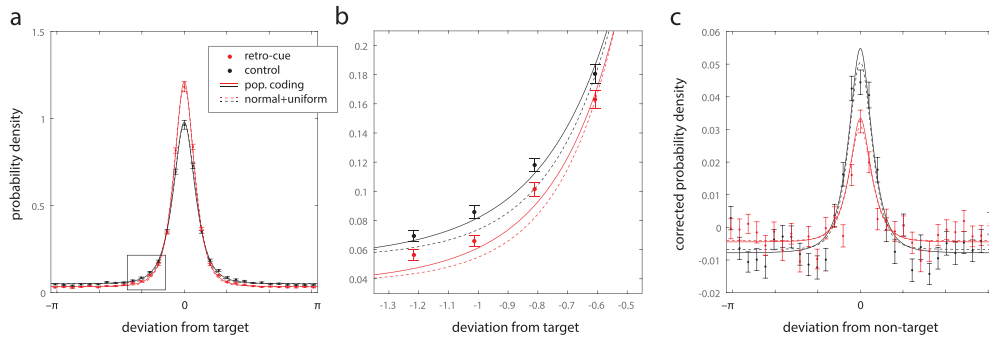 a
1.5
1
0.5
0
−π
0
π
deviation from target
probability density
retro-cue
control
pop. coding
normal+uniform
b
0.2
0.18
0.16
0.14
0.12
0.1
0.08
0.06
0.04
-1.3 -1.2 -1.1 -1 -0.9 -0.8 -0.7 -0.6 -0.5
deviation from target
c
0.06
0.05
0.04
0.03
0.02
0.01
0
-0.01
-0.02
−π
0
π
deviation from non-target
corrected probability density